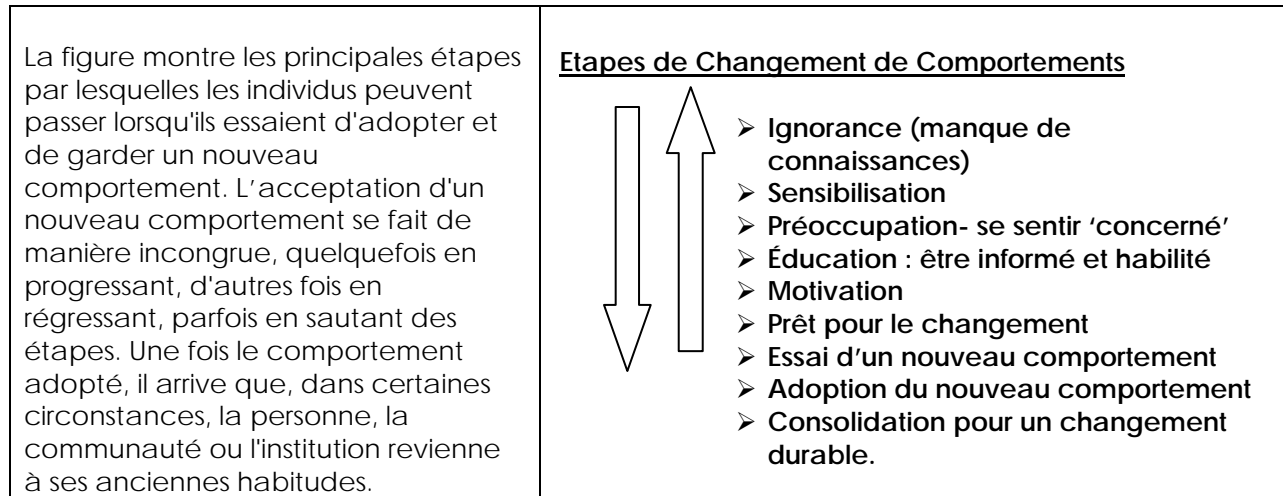 La figure montre les principales étapes
par lesquelles les individus peuvent
passer lorsqu'ils essaient d'adopter et
de garder un nouveau
comportement. L'acceptation d'un
nouveau comportement se fait de
manière incongrue, quelquefois en
progressant, d'autres fois en
régressant, parfois en sautant des
étapes. Une fois le comportement
adopté, il arrive que, dans certaines
circonstances, la personne, la
communauté ou l'institution revienne
à ses anciennes habitudes.
Etapes de Changement de Comportements
➢ Ignorance (manque de
connaissances)
➢ Sensibilisation
➢ Préoccupation- se sentir 'concerné'
➢ Éducation : être informé et habilité
➢ Motivation
➢ Prêt pour le changement
➢ Essai d'un nouveau comportement
➢ Adoption du nouveau comportement
➢ Consolidation pour un changement
durable.